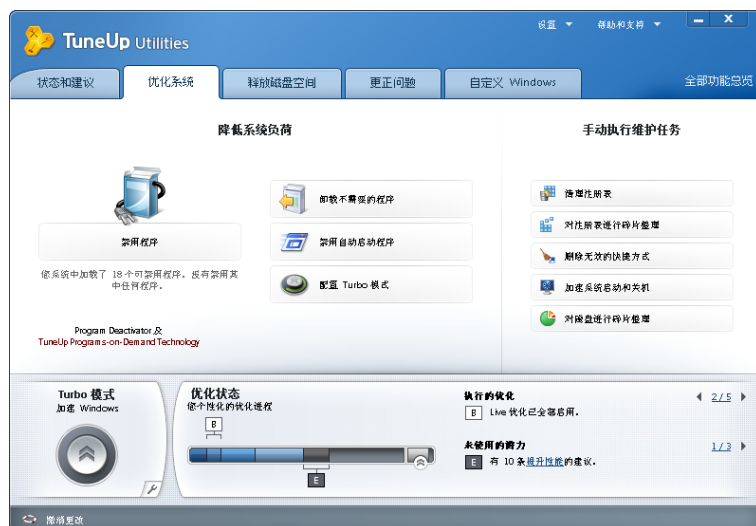 TuneUp Utilities
设置
帮助和支持
状态和建议
优化系统
释放磁盘空间
更正问题
自定义 Windows
全部功能总览
降低系统负荷
禁用程序
您系统中加载了 18 个可禁用程序。没有禁用其
中任何程序。
Program Deactivator 及
TuneUp Programs-on-Demand Technology
卸载不需要的程序
禁用自动启动程序
配置 Turbo 模式
手动执行维护任务
清理注册表
对注册表进行碎片整理
删除无效的快捷方式
加速系统启动和关机
对磁盘进行碎片整理
Turbo 模式
加速 Windows
优化状态
您个性化的优化进程
B
E
执行的优化
2/5
B Live 优化已全部启用。
未使用的潜力
1/3
E 有 10 条提升性能的建议。
撤消更改